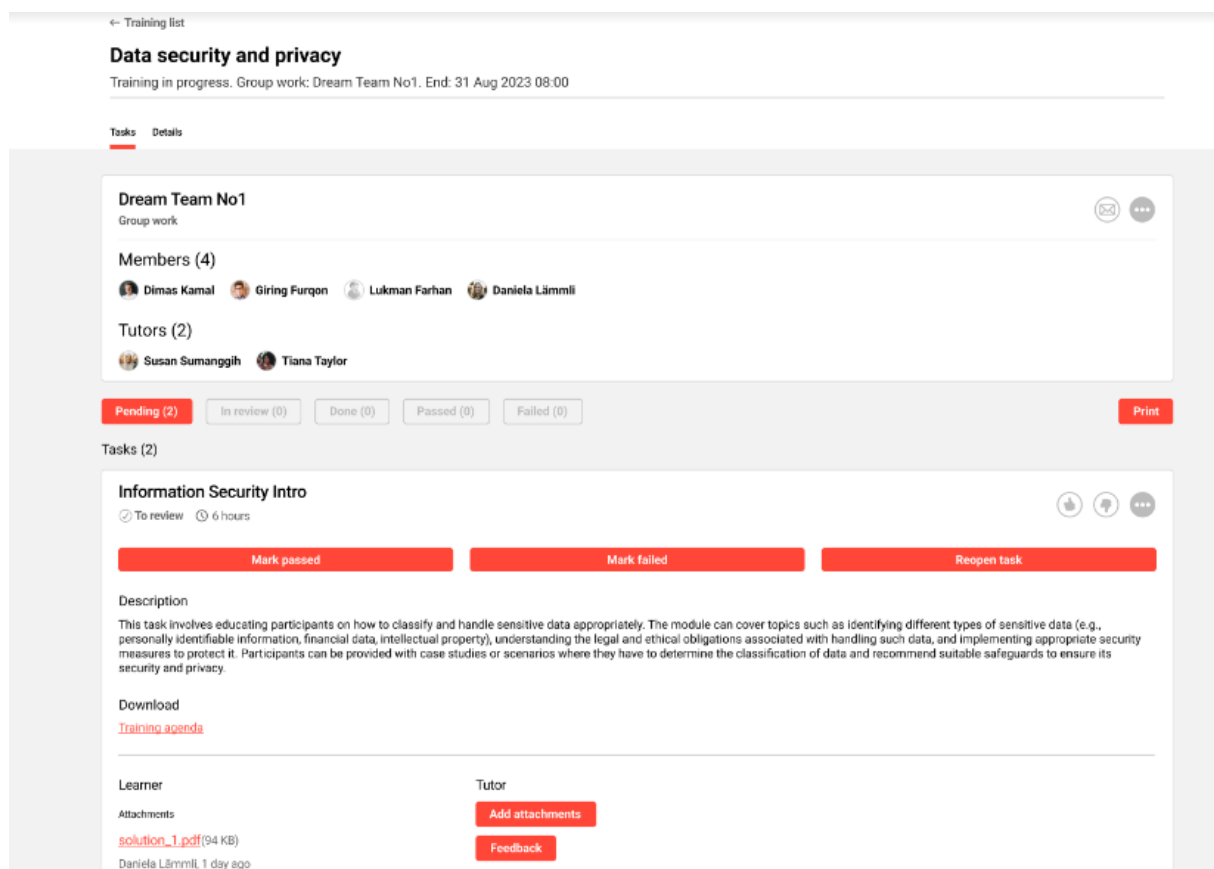 ← Training list
Data security and privacy
Training in progress. Group work: Dream Team No1. End: 31 Aug 2023 08:00
Tasks Details
Dream Team No1
Group work
Members (4)
Dimas Kamal Giring Furqon Lukman Farhan Daniela Lämmli
Tutors (2)
Susan Sumanggih Tiana Taylor
Pending (2) In review (0) Done (0) Passed (0) Failed (0) Print
Tasks (2)
Information Security Intro
To review 6 hours
Mark passed Mark failed Reopen task
Description
This task involves educating participants on how to classify and handle sensitive data appropriately. The module can cover topics such as identifying different types of sensitive data (e.g.,
personally identifiable information, financial data, intellectual property), understanding the legal and ethical obligations associated with handling such data, and implementing appropriate security
measures to protect it. Participants can be provided with case studies or scenarios where they have to determine the classification of data and recommend suitable safeguards to ensure its
security and privacy.
Download
Training agenda
Learner Tutor
Attachments Add attachments
solution_1.pdf(94 KB) Feedback
Daniela Lämmli, 1 day ago